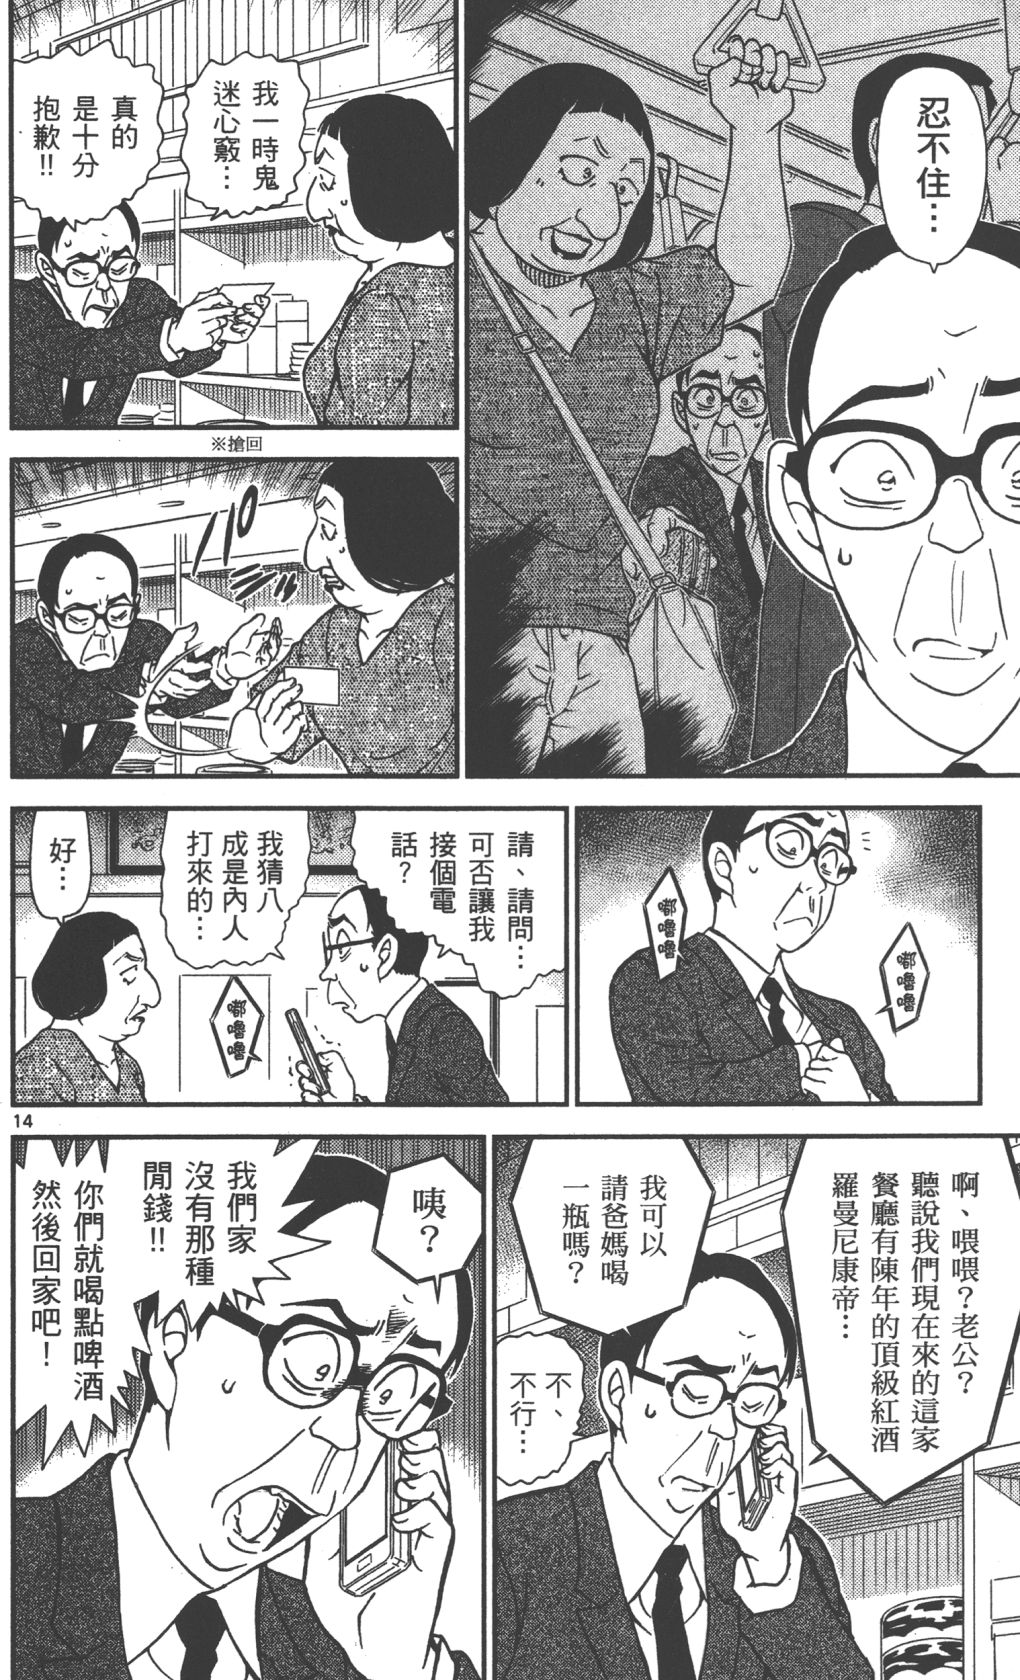 忍不住…
我一時鬼
迷心竅…
真的
是十分
抱歉!!
※搶回
嘟嚕嚕
嘟嚕嚕
請、請問…
可否讓我
接個電
話？
我猜八
成是內人
打來的…
嘟嚕嚕
好…
14
啊、喂喂？老公？
聽說我們現在來的這家
餐廳有陳年的頂級紅酒
羅曼尼康帝…
我可以
請爸媽喝
一瓶嗎？
不、
不行…
咦？
我們家
沒有那種
閒錢!!
你們就喝點啤酒
然後回家吧！